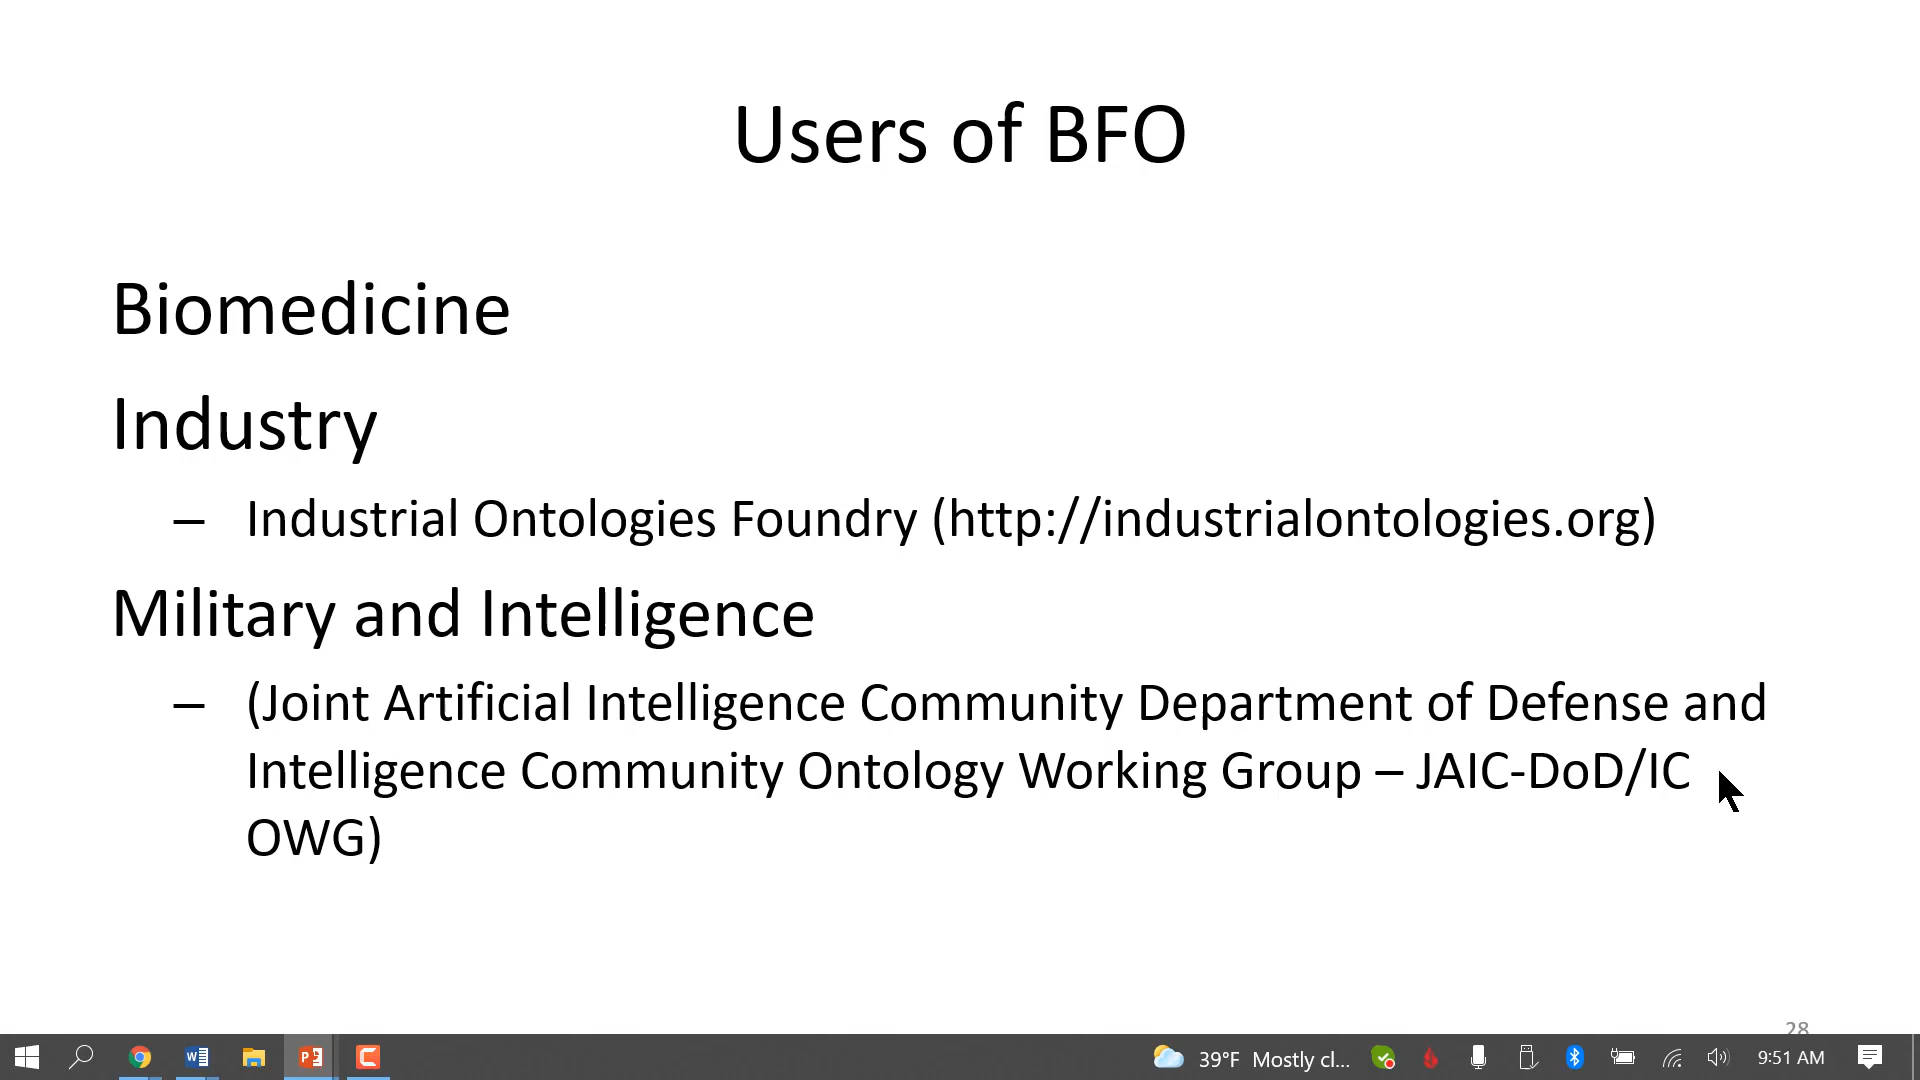 Users of BFO
Biomedicine
Industry
– Industrial Ontologies Foundry (http://industrialontologies.org)
Military and Intelligence
– (Joint Artificial Intelligence Community Department of Defense and
Intelligence Community Ontology Working Group – JAIC-DoD/IC
OWG)
28
39°F Mostly cl...
9:51 AM